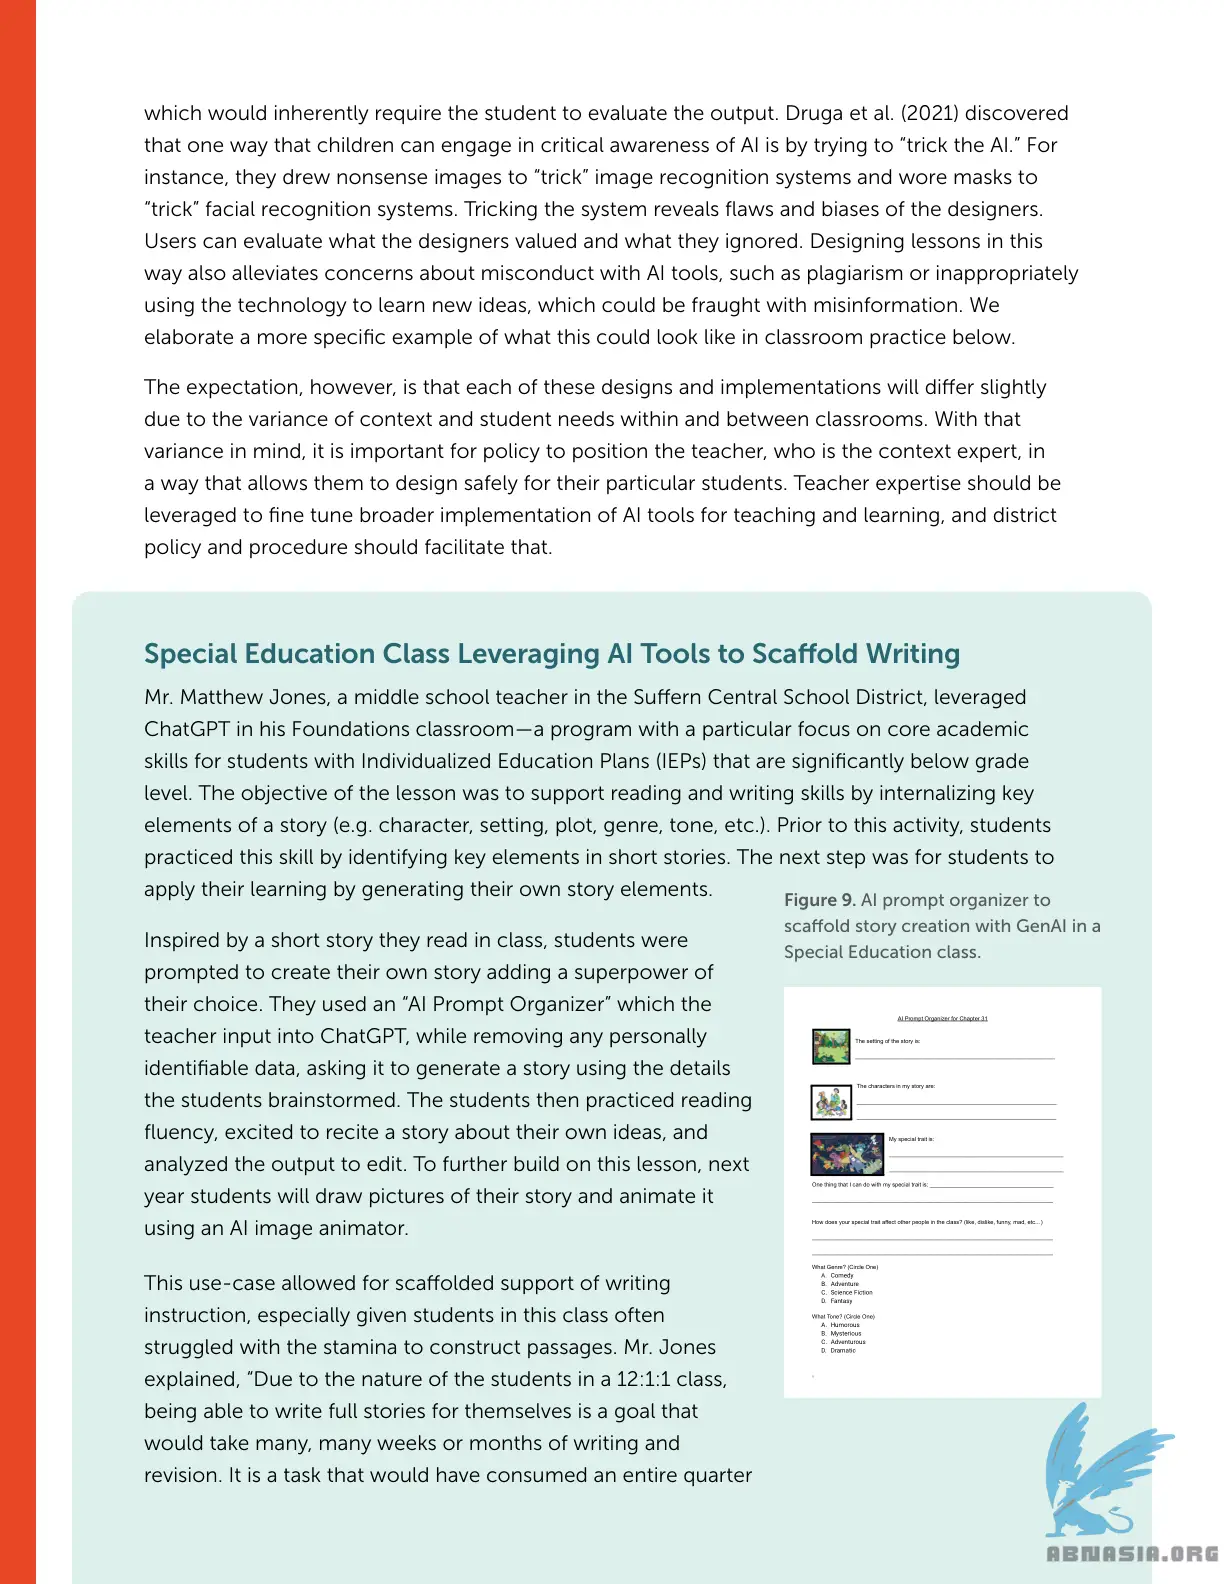 which would inherently require the student to evaluate the output. Druga et al. (2021) discovered
that one way that children can engage in critical awareness of AI is by trying to “trick the AI.” For
instance, they drew nonsense images to “trick” image recognition systems and wore masks to
“trick” facial recognition systems. Tricking the system reveals flaws and biases of the designers.
Users can evaluate what the designers valued and what they ignored. Designing lessons in this
way also alleviates concerns about misconduct with AI tools, such as plagiarism or inappropriately
using the technology to learn new ideas, which could be fraught with misinformation. We
elaborate a more specific example of what this could look like in classroom practice below.
The expectation, however, is that each of these designs and implementations will differ slightly
due to the variance of context and student needs within and between classrooms. With that
variance in mind, it is important for policy to position the teacher, who is the context expert, in
a way that allows them to design safely for their particular students. Teacher expertise should be
leveraged to fine tune broader implementation of AI tools for teaching and learning, and district
policy and procedure should facilitate that.
Special Education Class Leveraging AI Tools to Scaffold Writing
Mr. Matthew Jones, a middle school teacher in the Suffern Central School District, leveraged
ChatGPT in his Foundations classroom—a program with a particular focus on core academic
skills for students with Individualized Education Plans (IEPs) that are significantly below grade
level. The objective of the lesson was to support reading and writing skills by internalizing key
elements of a story (e.g. character, setting, plot, genre, tone, etc.). Prior to this activity, students
practiced this skill by identifying key elements in short stories. The next step was for students to
apply their learning by generating their own story elements.
Inspired by a short story they read in class, students were
prompted to create their own story adding a superpower of
their choice. They used an “AI Prompt Organizer” which the
teacher input into ChatGPT, while removing any personally
identifiable data, asking it to generate a story using the details
the students brainstormed. The students then practiced reading
fluency, excited to recite a story about their own ideas, and
analyzed the output to edit. To further build on this lesson, next
year students will draw pictures of their story and animate it
using an AI image animator.
This use-case allowed for scaffolded support of writing
instruction, especially given students in this class often
struggled with the stamina to construct passages. Mr. Jones
explained, “Due to the nature of the students in a 12:1:1 class,
being able to write full stories for themselves is a goal that
would take many, many weeks or months of writing and
revision. It is a task that would have consumed an entire quarter
Figure 9. AI prompt organizer to
scaffold story creation with GenAI in a
Special Education class.
AI Prompt Organizer for Chapter 31
The setting of the story is:
The characters in my story are:
My special trait is:
One thing that I can do with my special trait is:
How does your special trait affect other people in the class? (like, dislike, funny, mad, etc...)
What Genre? (Circle One)
A. Comedy
B. Adventure
C. Science Fiction
D. Fantasy
What Tone? (Circle One)
A. Humorous
B. Mysterious
C. Adventurous
D. Dramatic
ABNASIA.ORG